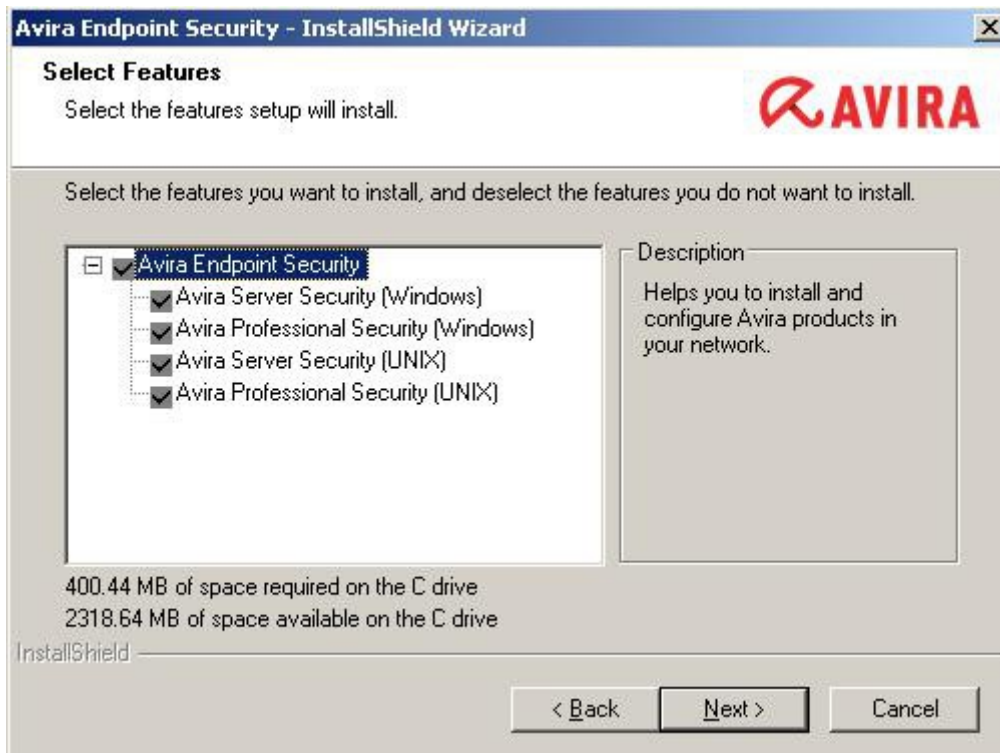 Avira Endpoint Security - InstallShield Wizard
Select Features
Select the features setup will install.
AVIRA
Select the features you want to install, and deselect the features you do not want to install.
Avira Endpoint Security
Avira Server Security (Windows)
Avira Professional Security (Windows)
Avira Server Security (UNIX)
Avira Professional Security (UNIX)
Description
Helps you to install and
configure Avira products in
your network.
400.44 MB of space required on the C drive
2318.64 MB of space available on the C drive
InstallShield
< Back
Next >
Cancel